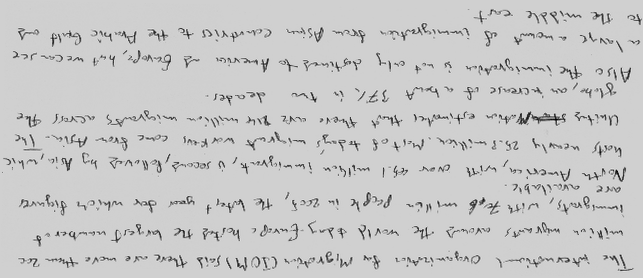 The international Organization for Migration (IOM) said there are more than 200
million migrants around the world today. Europe hosted the largest number of
immigrants, with 70.6 million people in 2005, the latest year for which figures
are available.
North America, with over 45.1 million immigrants, is second, followed by Asia, which
hosts nearly 25.3 million. Most of today's migrant workers come from Asia. The
United Nation estimates that there are 214 million migrants across the
globe, an increase of about 37% in two decades.
Also the immigration is not only destined to America and Europe, but we can see
a large amount of immigration from Asian countries to the Arabic Gulf and
to the middle east.